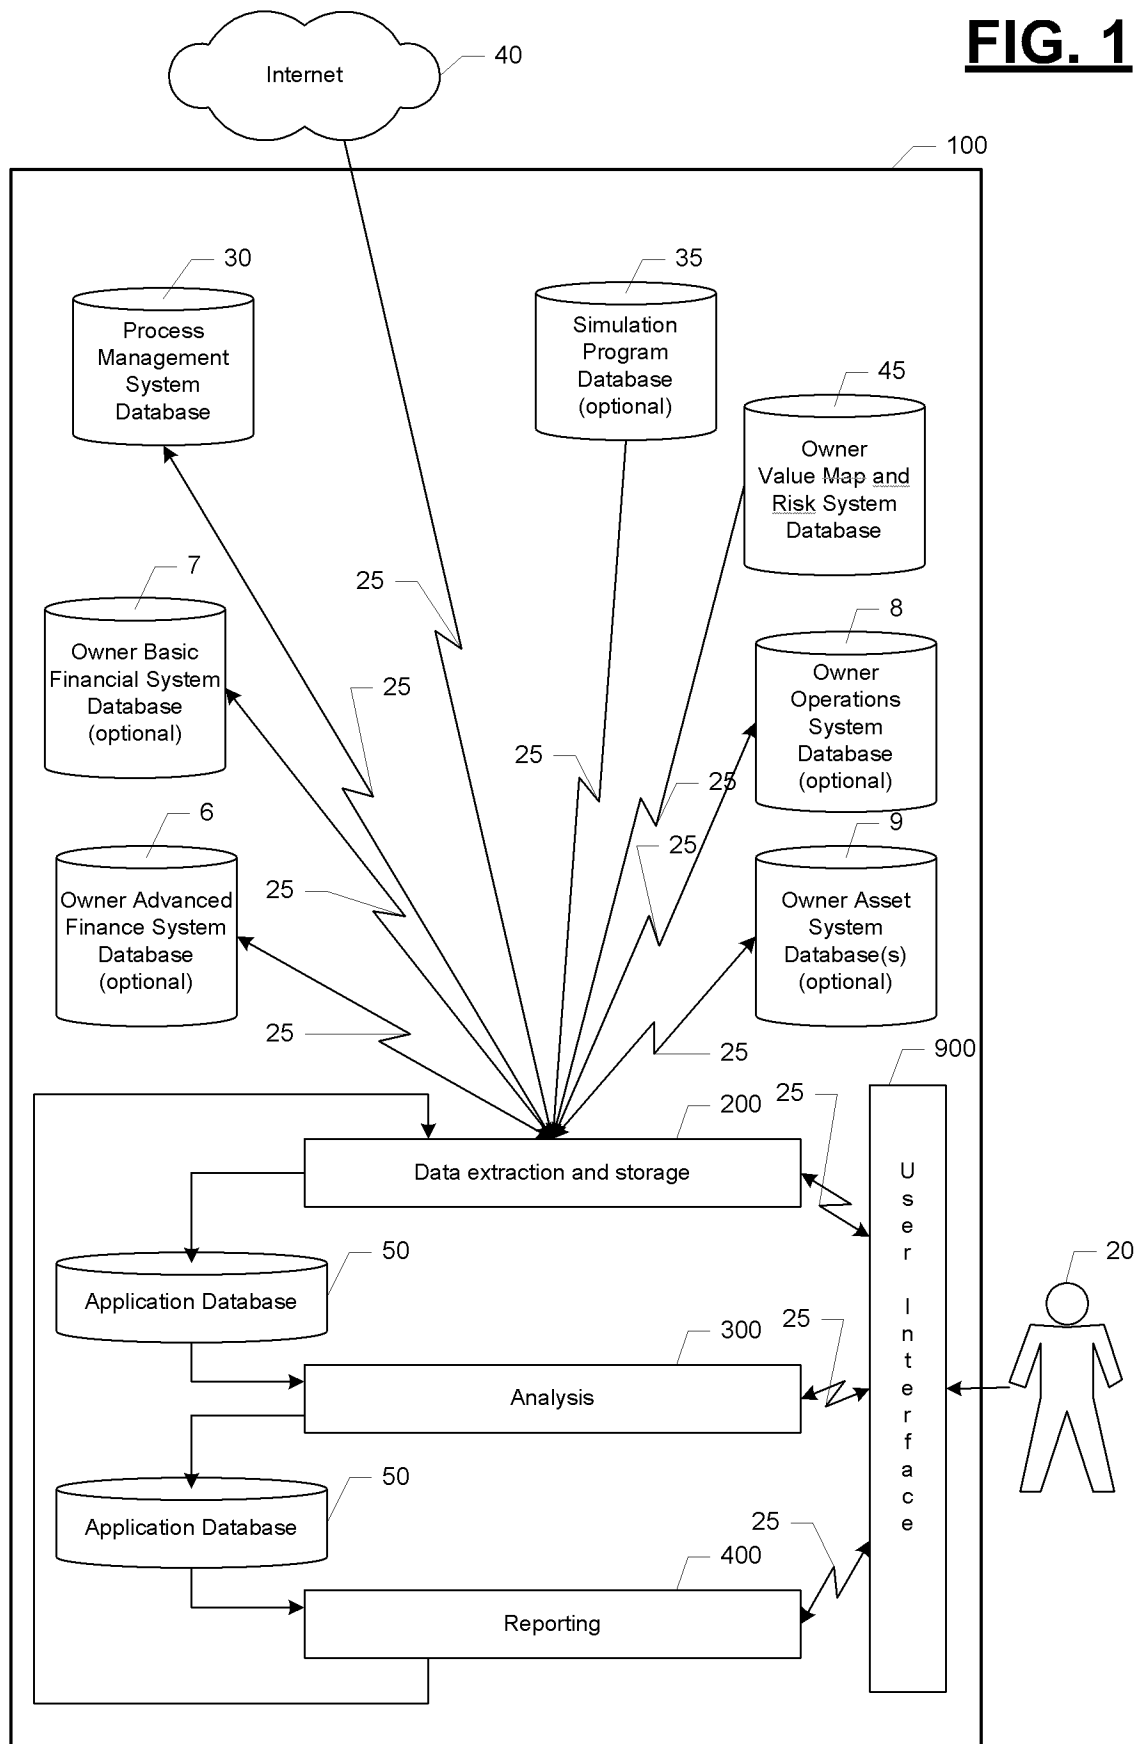 FIG. 1
Internet
40
100
30
Process
Management
System
Database
35
Simulation
Program
Database
(optional)
45
Owner
Value Map and
Risk System
Database
7
Owner Basic
Financial System
Database
(optional)
25
25
8
Owner
Operations
System
Database
(optional)
25
25
6
Owner Advanced
Finance System
Database
(optional)
25
25
9
Owner Asset
System
Database(s)
(optional)
25
25
900
25
200
Data extraction and storage
User Interface
50
Application Database
20
300
25
Analysis
50
Application Database
25
400
Reporting